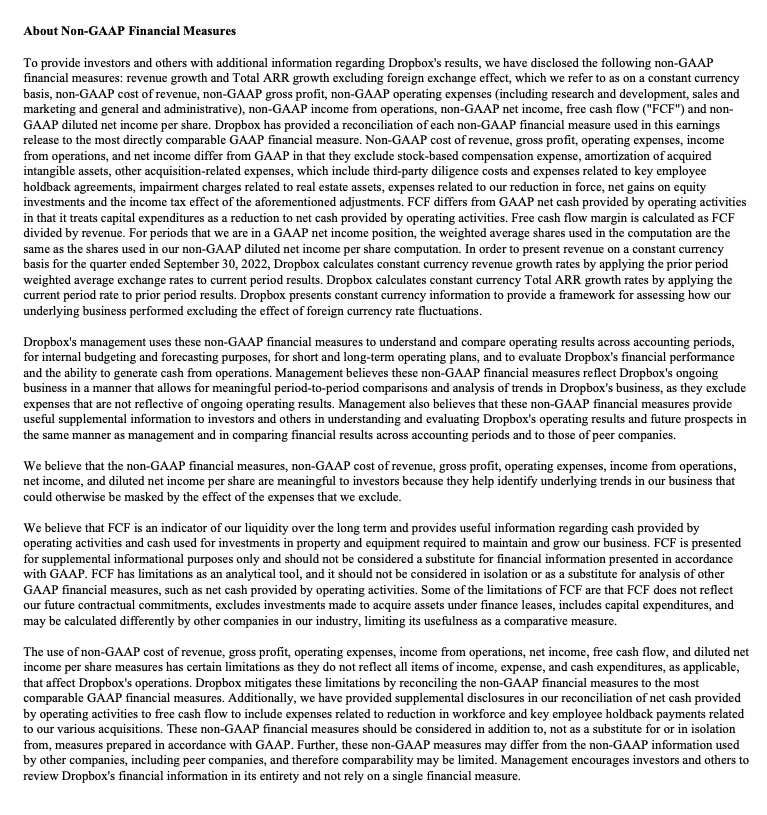 About Non-GAAP Financial Measures
To provide investors and others with additional information regarding Dropbox's results, we have disclosed the following non-GAAP
financial measures: revenue growth and Total ARR growth excluding foreign exchange effect, which we refer to as on a constant currency
basis, non-GAAP cost of revenue, non-GAAP gross profit, non-GAAP operating expenses (including research and development, sales and
marketing and general and administrative), non-GAAP income from operations, non-GAAP net income, free cash flow ("FCF") and non-
GAAP diluted net income per share. Dropbox has provided a reconciliation of each non-GAAP financial measure used in this earnings
release to the most directly comparable GAAP financial measure. Non-GAAP cost of revenue, gross profit, operating expenses, income
from operations, and net income differ from GAAP in that they exclude stock-based compensation expense, amortization of acquired
intangible assets, other acquisition-related expenses, which include third-party diligence costs and expenses related to key employee
holdback agreements, impairment charges related to real estate assets, expenses related to our reduction in force, net gains on equity
investments and the income tax effect of the aforementioned adjustments. FCF differs from GAAP net cash provided by operating activities
in that it treats capital expenditures as a reduction to net cash provided by operating activities. Free cash flow margin is calculated as FCF
divided by revenue. For periods that we are in a GAAP net income position, the weighted average shares used in the computation are the
same as the shares used in our non-GAAP diluted net income per share computation. In order to present revenue on a constant currency
basis for the quarter ended September 30, 2022, Dropbox calculates constant currency revenue growth rates by applying the prior period
weighted average exchange rates to current period results. Dropbox calculates constant currency Total ARR growth rates by applying the
current period rate to prior period results. Dropbox presents constant currency information to provide a framework for assessing how our
underlying business performed excluding the effect of foreign currency rate fluctuations.
Dropbox's management uses these non-GAAP financial measures to understand and compare operating results across accounting periods,
for internal budgeting and forecasting purposes, for short and long-term operating plans, and to evaluate Dropbox's financial performance
and the ability to generate cash from operations. Management believes these non-GAAP financial measures reflect Dropbox's ongoing
business in a manner that allows for meaningful period-to-period comparisons and analysis of trends in Dropbox's business, as they exclude
expenses that are not reflective of ongoing operating results. Management also believes that these non-GAAP financial measures provide
useful supplemental information to investors and others in understanding and evaluating Dropbox's operating results and future prospects in
the same manner as management and in comparing financial results across accounting periods and to those of peer companies.
We believe that the non-GAAP financial measures, non-GAAP cost of revenue, gross profit, operating expenses, income from operations,
net income, and diluted net income per share are meaningful to investors because they help identify underlying trends in our business that
could otherwise be masked by the effect of the expenses that we exclude.
We believe that FCF is an indicator of our liquidity over the long term and provides useful information regarding cash provided by
operating activities and cash used for investments in property and equipment required to maintain and grow our business. FCF is presented
for supplemental informational purposes only and should not be considered a substitute for financial information presented in accordance
with GAAP. FCF has limitations as an analytical tool, and it should not be considered in isolation or as a substitute for analysis of other
GAAP financial measures, such as net cash provided by operating activities. Some of the limitations of FCF are that FCF does not reflect
our future contractual commitments, excludes investments made to acquire assets under finance leases, includes capital expenditures, and
may be calculated differently by other companies in our industry, limiting its usefulness as a comparative measure.
The use of non-GAAP cost of revenue, gross profit, operating expenses, income from operations, net income, free cash flow, and diluted net
income per share measures has certain limitations as they do not reflect all items of income, expense, and cash expenditures, as applicable,
that affect Dropbox's operations. Dropbox mitigates these limitations by reconciling the non-GAAP financial measures to the most
comparable GAAP financial measures. Additionally, we have provided supplemental disclosures in our reconciliation of net cash provided
by operating activities to free cash flow to include expenses related to reduction in workforce and key employee holdback payments related
to our various acquisitions. These non-GAAP financial measures should be considered in addition to, not as a substitute for or in isolation
from, measures prepared in accordance with GAAP. Further, these non-GAAP measures may differ from the non-GAAP information used
by other companies, including peer companies, and therefore comparability may be limited. Management encourages investors and others to
review Dropbox's financial information in its entirety and not rely on a single financial measure.